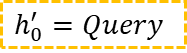 h′₀ = Query